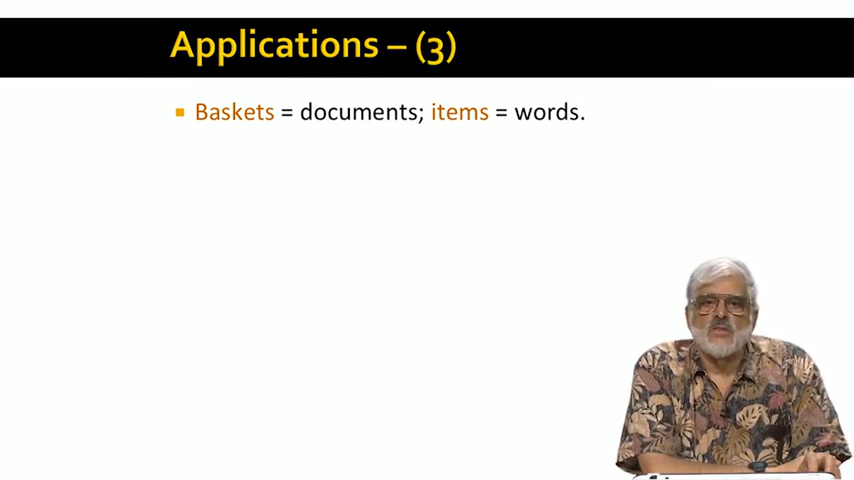 Applications – (3)
Baskets = documents; items = words.